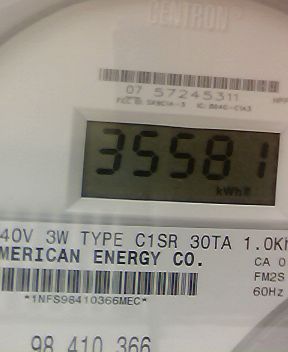 CENTRON®
07 57245311
35581
kWh
40V 3W TYPE C1SR 30TA 1.0Kh
MERICAN ENERGY CO.
CA 0
FM2S
60Hz
*1NFS98410366MEC*
98 410 366